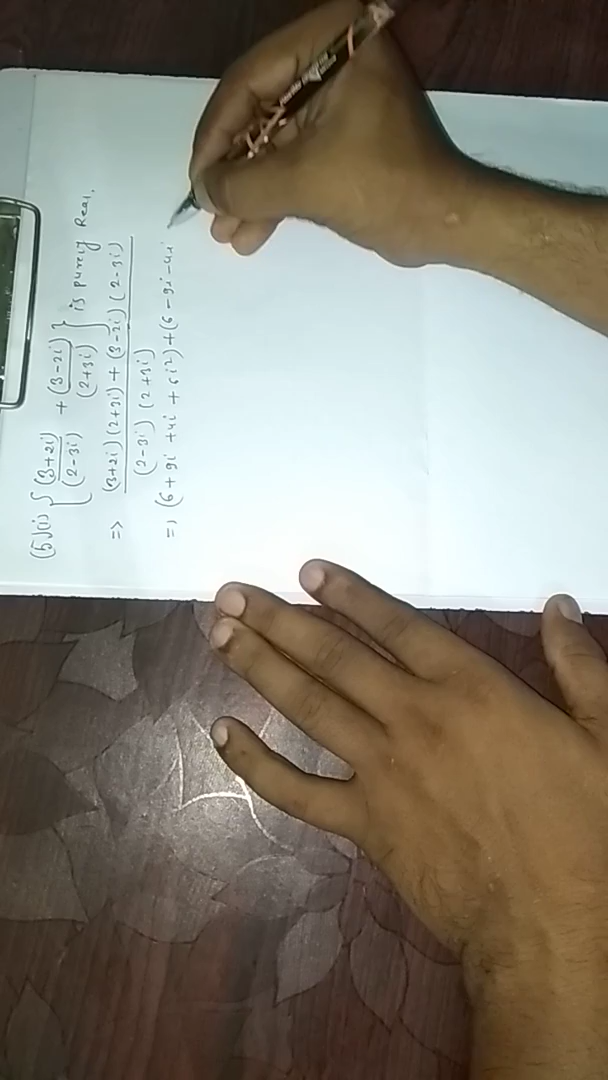 (5)(i) { (3+2i)/(2-3i) + (3-2i)/(2+3i) } is purely Real.
=> (3+2i)(2+3i) + (3-2i)(2-3i) / (2-3i)(2+3i)
=> (6+9i+4i+6i²)+(6-9i-4i